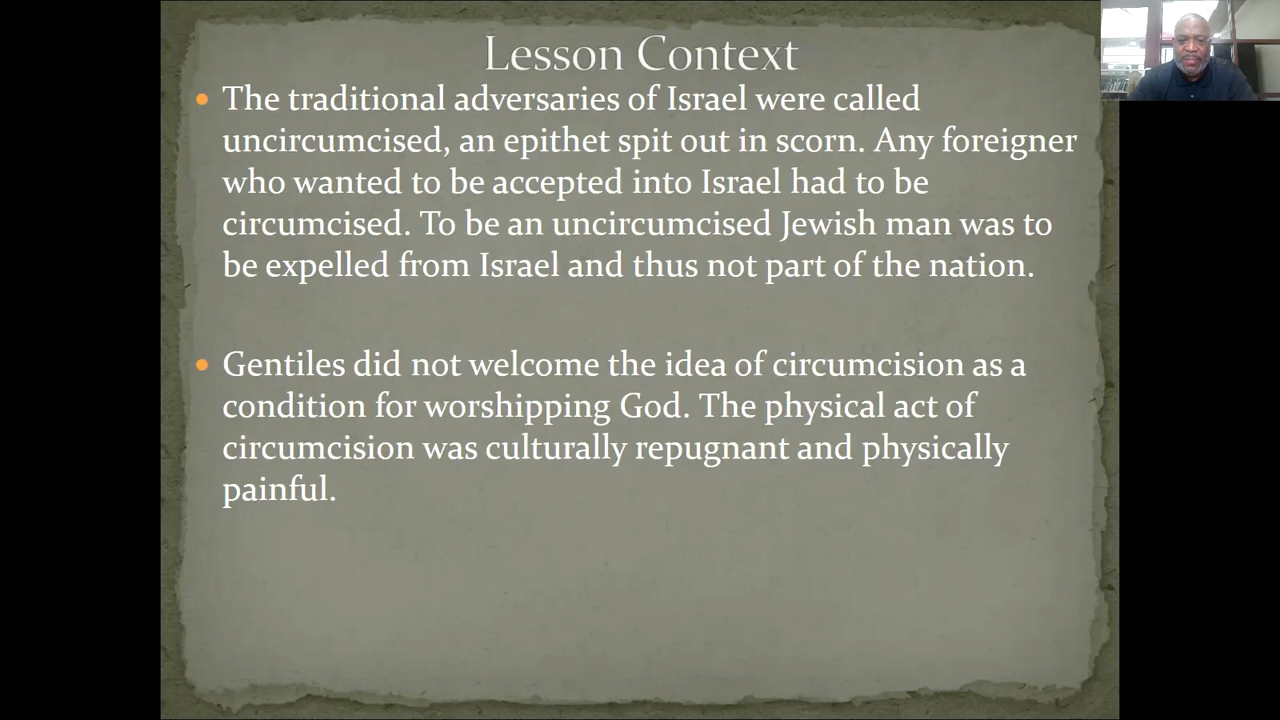 Lesson Context
• The traditional adversaries of Israel were called
uncircumcised, an epithet spit out in scorn. Any foreigner
who wanted to be accepted into Israel had to be
circumcised. To be an uncircumcised Jewish man was to
be expelled from Israel and thus not part of the nation.
• Gentiles did not welcome the idea of circumcision as a
condition for worshipping God. The physical act of
circumcision was culturally repugnant and physically
painful.